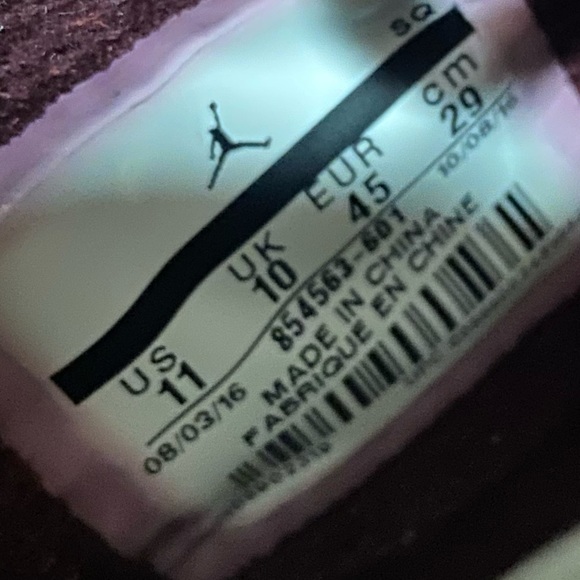 SQ
US UK EUR cm
11 10 45 29
08/03/16 854563-601 10/08/16
MADE IN CHINA
FABRIQUE EN CHINE